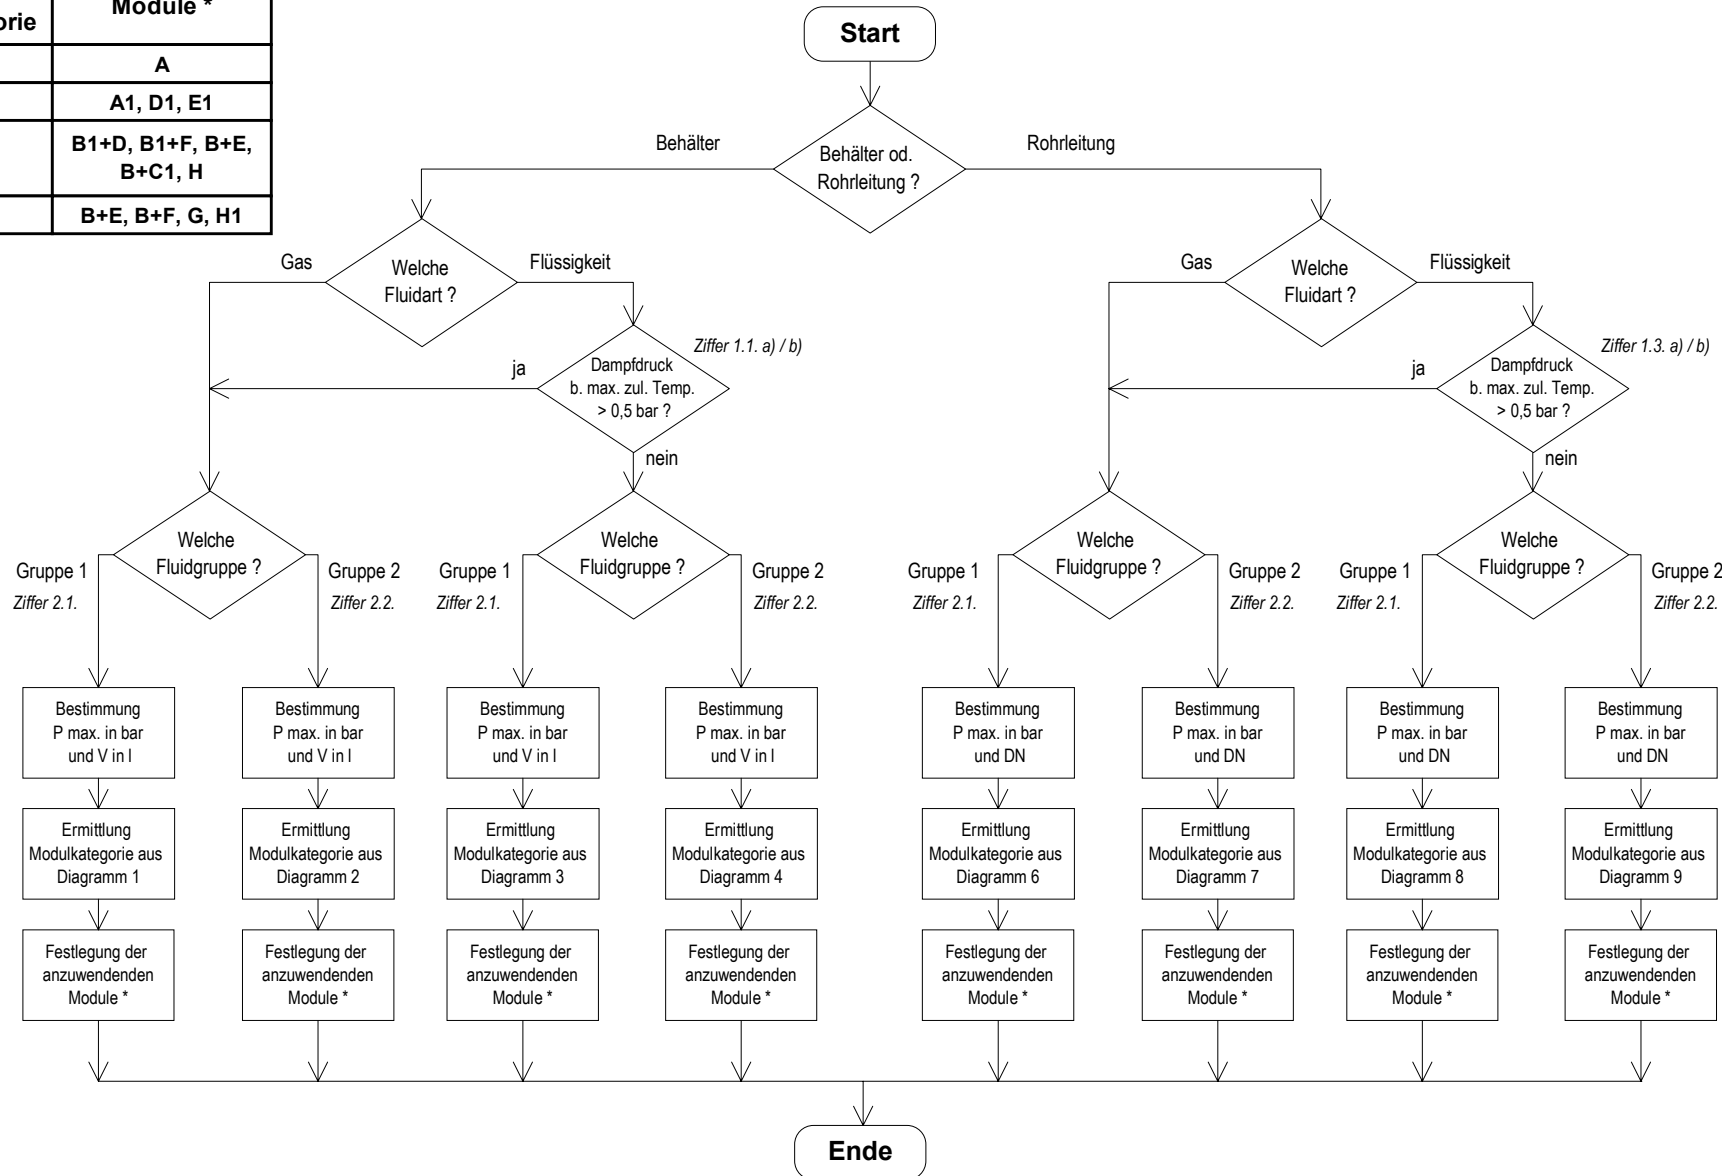 orie
Module *
A
A1, D1, E1
B1+D, B1+F, B+E,
B+C1, H
B+E, B+F, G, H1
Start
Behälter
Behälter od.
Rohrleitung ?
Rohrleitung
Gas
Welche
Fluidart ?
Flüssigkeit
Gas
Welche
Fluidart ?
Flüssigkeit
Ziffer 1.1. a) / b)
ja
Dampfdruck
b. max. zul. Temp.
> 0,5 bar ?
nein
Ziffer 1.3. a) / b)
ja
Dampfdruck
b. max. zul. Temp.
> 0,5 bar ?
nein
Welche
Fluidgruppe ?
Gruppe 1
Ziffer 2.1.
Gruppe 2
Ziffer 2.2.
Welche
Fluidgruppe ?
Gruppe 1
Ziffer 2.1.
Gruppe 2
Ziffer 2.2.
Welche
Fluidgruppe ?
Gruppe 1
Ziffer 2.1.
Gruppe 2
Ziffer 2.2.
Welche
Fluidgruppe ?
Gruppe 1
Ziffer 2.1.
Gruppe 2
Ziffer 2.2.
Bestimmung
P max. in bar
und V in l
Bestimmung
P max. in bar
und V in l
Bestimmung
P max. in bar
und V in l
Bestimmung
P max. in bar
und V in l
Bestimmung
P max. in bar
und DN
Bestimmung
P max. in bar
und DN
Bestimmung
P max. in bar
und DN
Bestimmung
P max. in bar
und DN
Ermittlung
Modulkategorie aus
Diagramm 1
Ermittlung
Modulkategorie aus
Diagramm 2
Ermittlung
Modulkategorie aus
Diagramm 3
Ermittlung
Modulkategorie aus
Diagramm 4
Ermittlung
Modulkategorie aus
Diagramm 6
Ermittlung
Modulkategorie aus
Diagramm 7
Ermittlung
Modulkategorie aus
Diagramm 8
Ermittlung
Modulkategorie aus
Diagramm 9
Festlegung der
anzuwendenden
Module *
Festlegung der
anzuwendenden
Module *
Festlegung der
anzuwendenden
Module *
Festlegung der
anzuwendenden
Module *
Festlegung der
anzuwendenden
Module *
Festlegung der
anzuwendenden
Module *
Festlegung der
anzuwendenden
Module *
Festlegung der
anzuwendenden
Module *
Ende